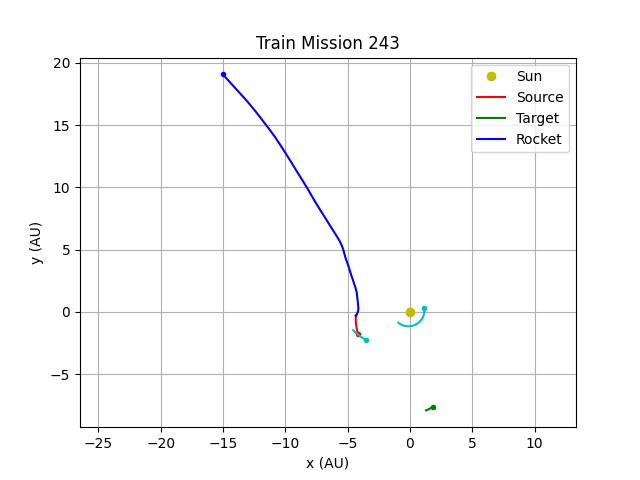 Train Mission 243
Sun
Source
Target
Rocket
20
15
10
5
0
−5
y (AU)
−25
−20
−15
−10
−5
0
5
10
x (AU)